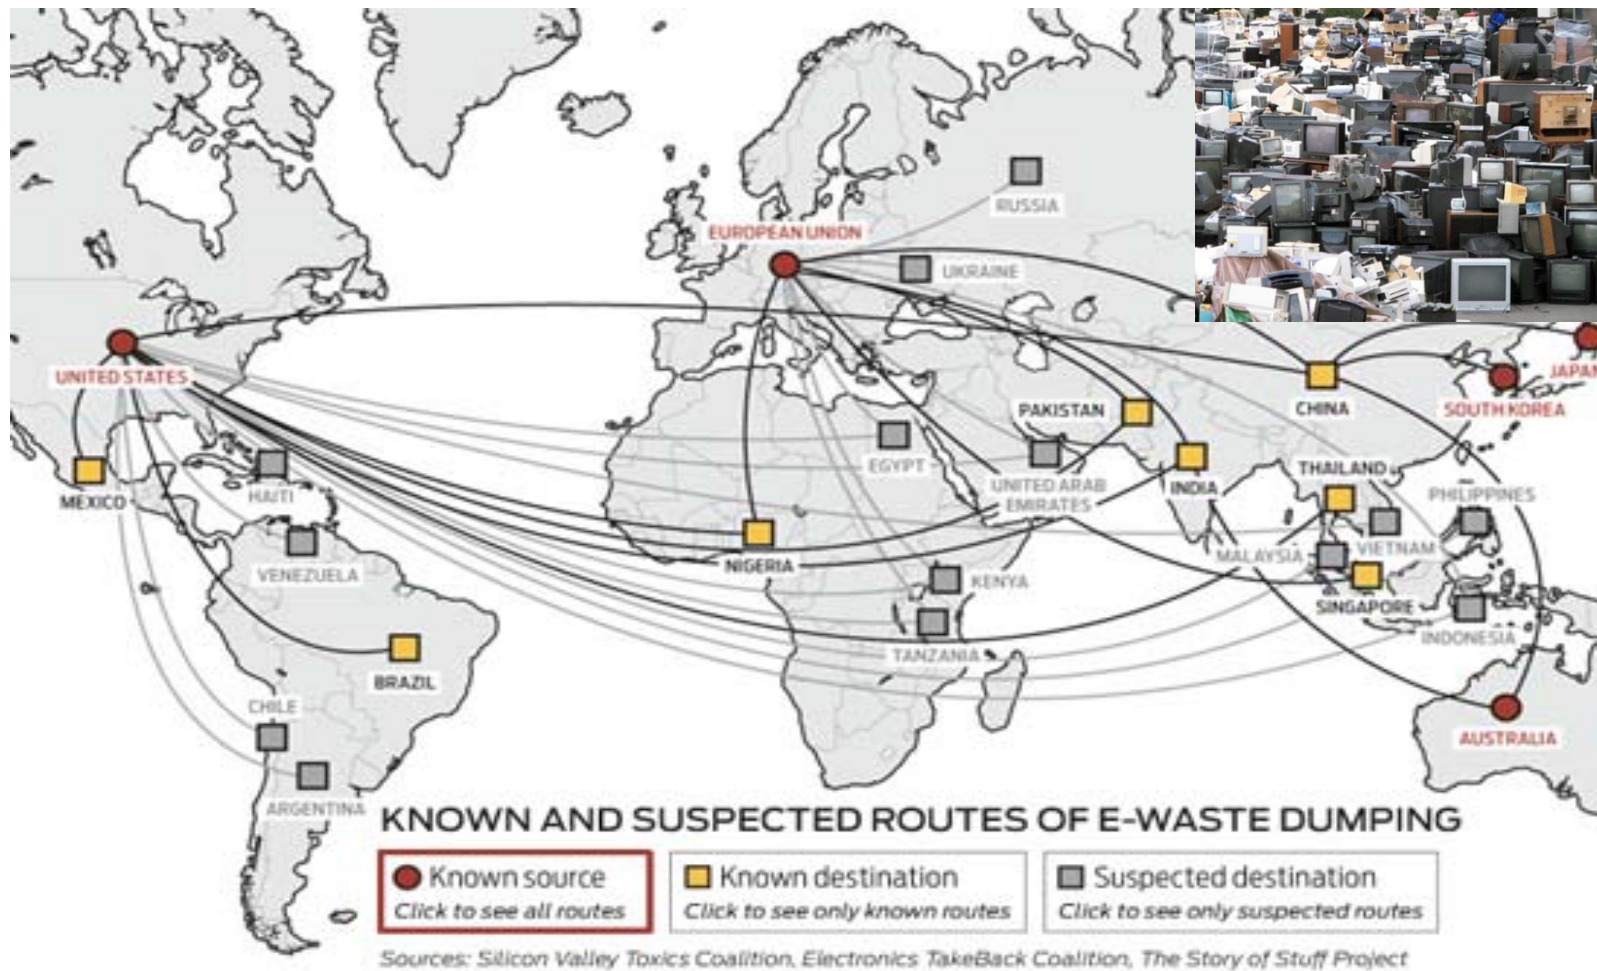 RUSSIA
EUROPEAN UNION
UKRAINE
UNITED STATES
PAKISTAN
CHINA
SOUTH KOREA
JAPAN
EGYPT
UNITED ARAB
EMIRATES
INDIA
THAILAND
PHILIPPINES
MEXICO
HAITI
VENEZUELA
NIGERIA
KENYA
MALAYSIA
VIETNAM
SINGAPORE
INDONESIA
TANZANIA
BRAZIL
CHILE
AUSTRALIA
ARGENTINA
KNOWN AND SUSPECTED ROUTES OF E-WASTE DUMPING
Known source
Click to see all routes
Known destination
Click to see only known routes
Suspected destination
Click to see only suspected routes
Sources: Silicon Valley Toxics Coalition, Electronics TakeBack Coalition, The Story of Stuff Project